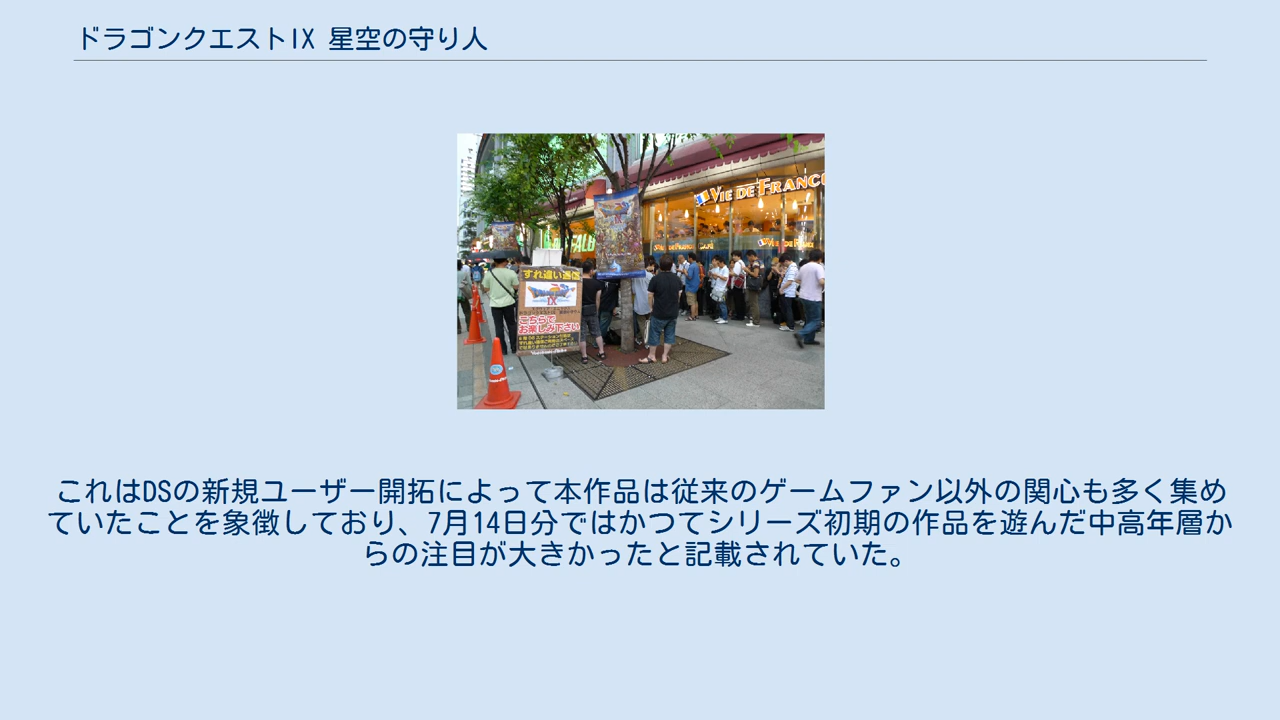 ドラゴンクエストIX 星空の守り人
VIE DE FRANCE
すれ違い通信
IX
こちらで
お楽しみ下さい
これはDSの新規ユーザー開拓によって本作品は従来のゲームファン以外の関心も多く集め
ていたことを象徴しており、7月14日分ではかつてシリーズ初期の作品を遊んだ中高年層か
らの注目が大きかったと記載されていた。